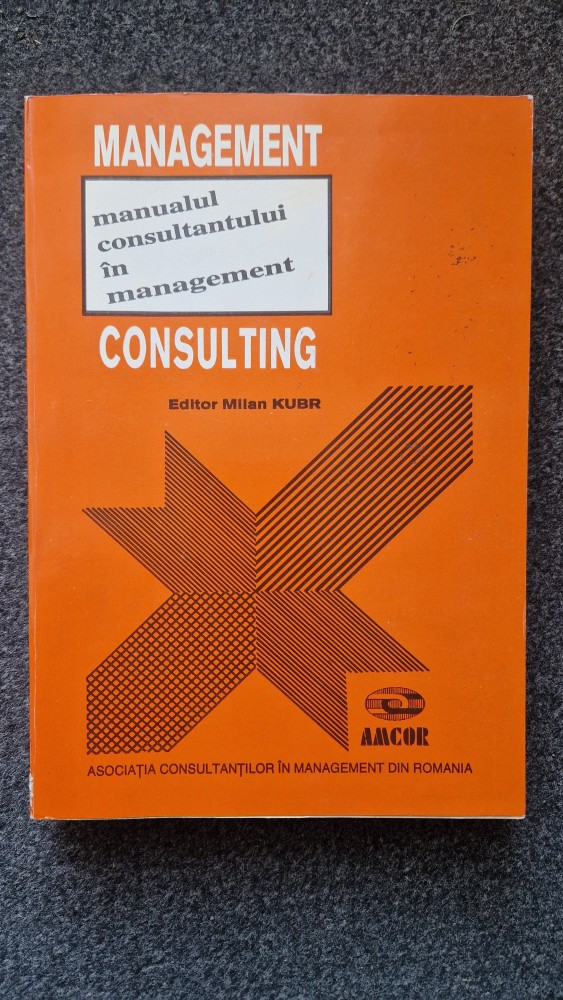 MANAGEMENT
manualul
consultantului
în
management
CONSULTING
Editor Milan KUBR
AMCOR
ASOCIAȚIA CONSULTANȚILOR ÎN MANAGEMENT DIN ROMANIA